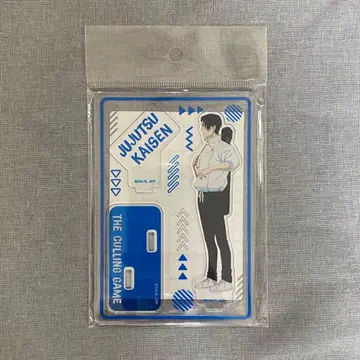 JUJUTSU
KAISEN
THE CULLING GAME